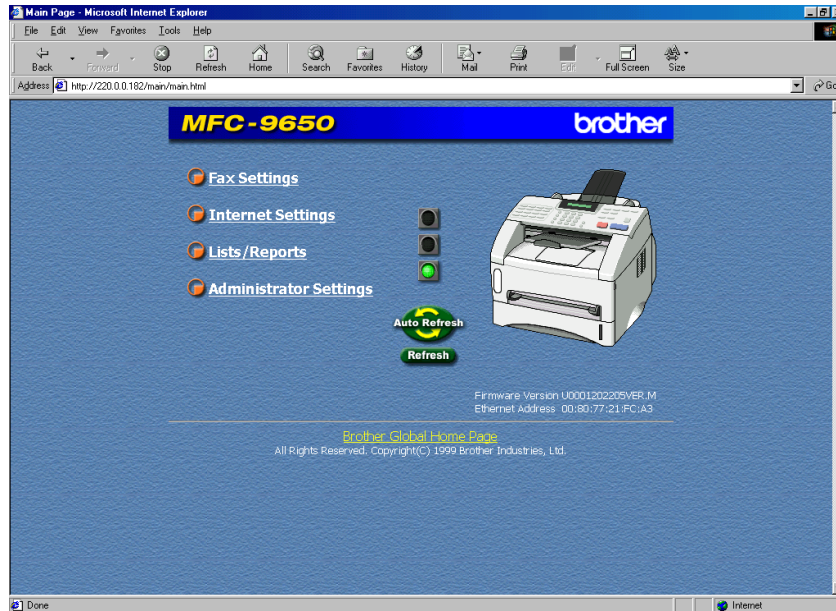 Main Page - Microsoft Internet Explorer
File Edit View Favorites Tools Help
Back Forward Stop Refresh Home Search Favorites History Mail Print Edit Full Screen Size
Address http://220.0.0.182/main/main.html Go
MFC-9650 brother
Fax Settings
Internet Settings
Lists/Reports
Administrator Settings
Auto Refresh
Refresh
Firmware Version U0001202205VER.M
Ethernet Address 00:80:77:21:FC:A3
Brother Global Home Page
All Rights Reserved. Copyright(C) 1999 Brother Industries, Ltd.
Done Internet